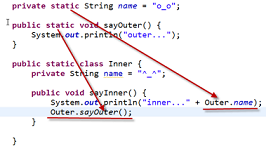 private static String name = "o_o";
public static void sayOuter() {
System.out.println("outer...");
}
public static class Inner {
private String name = "^_^";
public void sayInner() {
System.out.println("inner..." + Outer.name);
Outer.sayOuter();
}